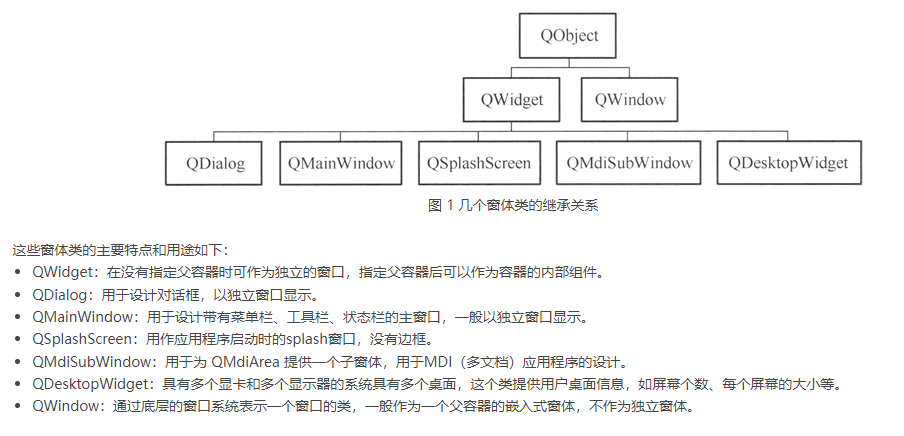 QObject
QWidget QWindow
QDialog QMainWindow QSplashScreen QMdiSubWindow QDesktopWidget
图 1 几个窗体类的继承关系
这些窗体类的主要特点和用途如下：
• QWidget：在没有指定父容器时可作为独立的窗口，指定父容器后可以作为容器的内部组件。
• QDialog：用于设计对话框，以独立窗口显示。
• QMainWindow：用于设计带有菜单栏、工具栏、状态栏的主窗口，一般以独立窗口显示。
• QSplashScreen：用作应用程序启动时的splash窗口，没有边框。
• QMdiSubWindow：用于为 QMdiArea 提供一个子窗体，用于MDI（多文档）应用程序的设计。
• QDesktopWidget：具有多个显卡和多个显示器的系统具有多个桌面，这个类提供用户桌面信息，如屏幕个数、每个屏幕的大小等。
• QWindow：通过底层的窗口系统表示一个窗口的类，一般作为一个父容器的嵌入式窗体，不作为独立窗体。